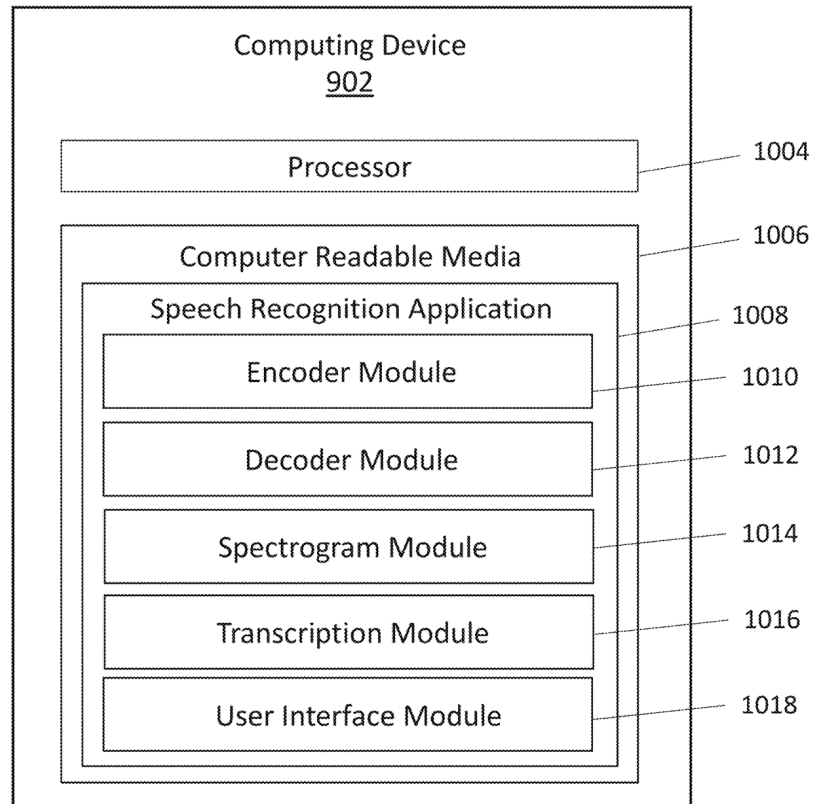 Computing Device
902
Processor
1004
1006
Computer Readable Media
Speech Recognition Application
1008
Encoder Module
1010
Decoder Module
1012
Spectrogram Module
1014
Transcription Module
1016
User Interface Module
1018